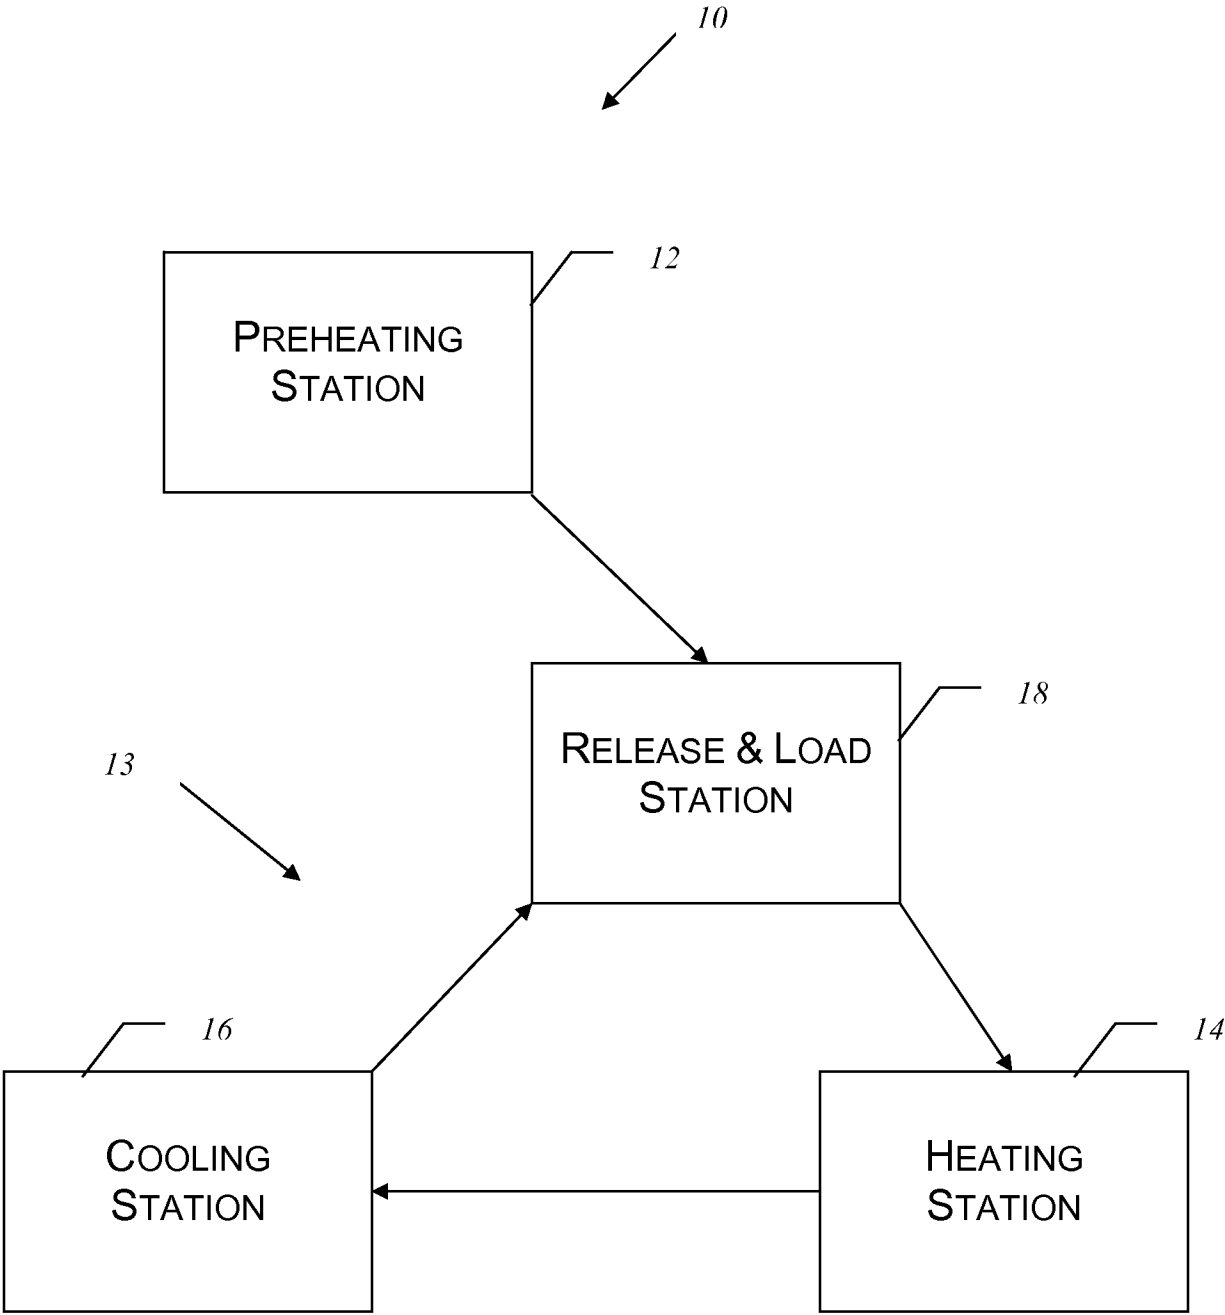 10
12
PREHEATING
STATION
18
RELEASE & LOAD
STATION
13
16
14
COOLING
STATION
HEATING
STATION